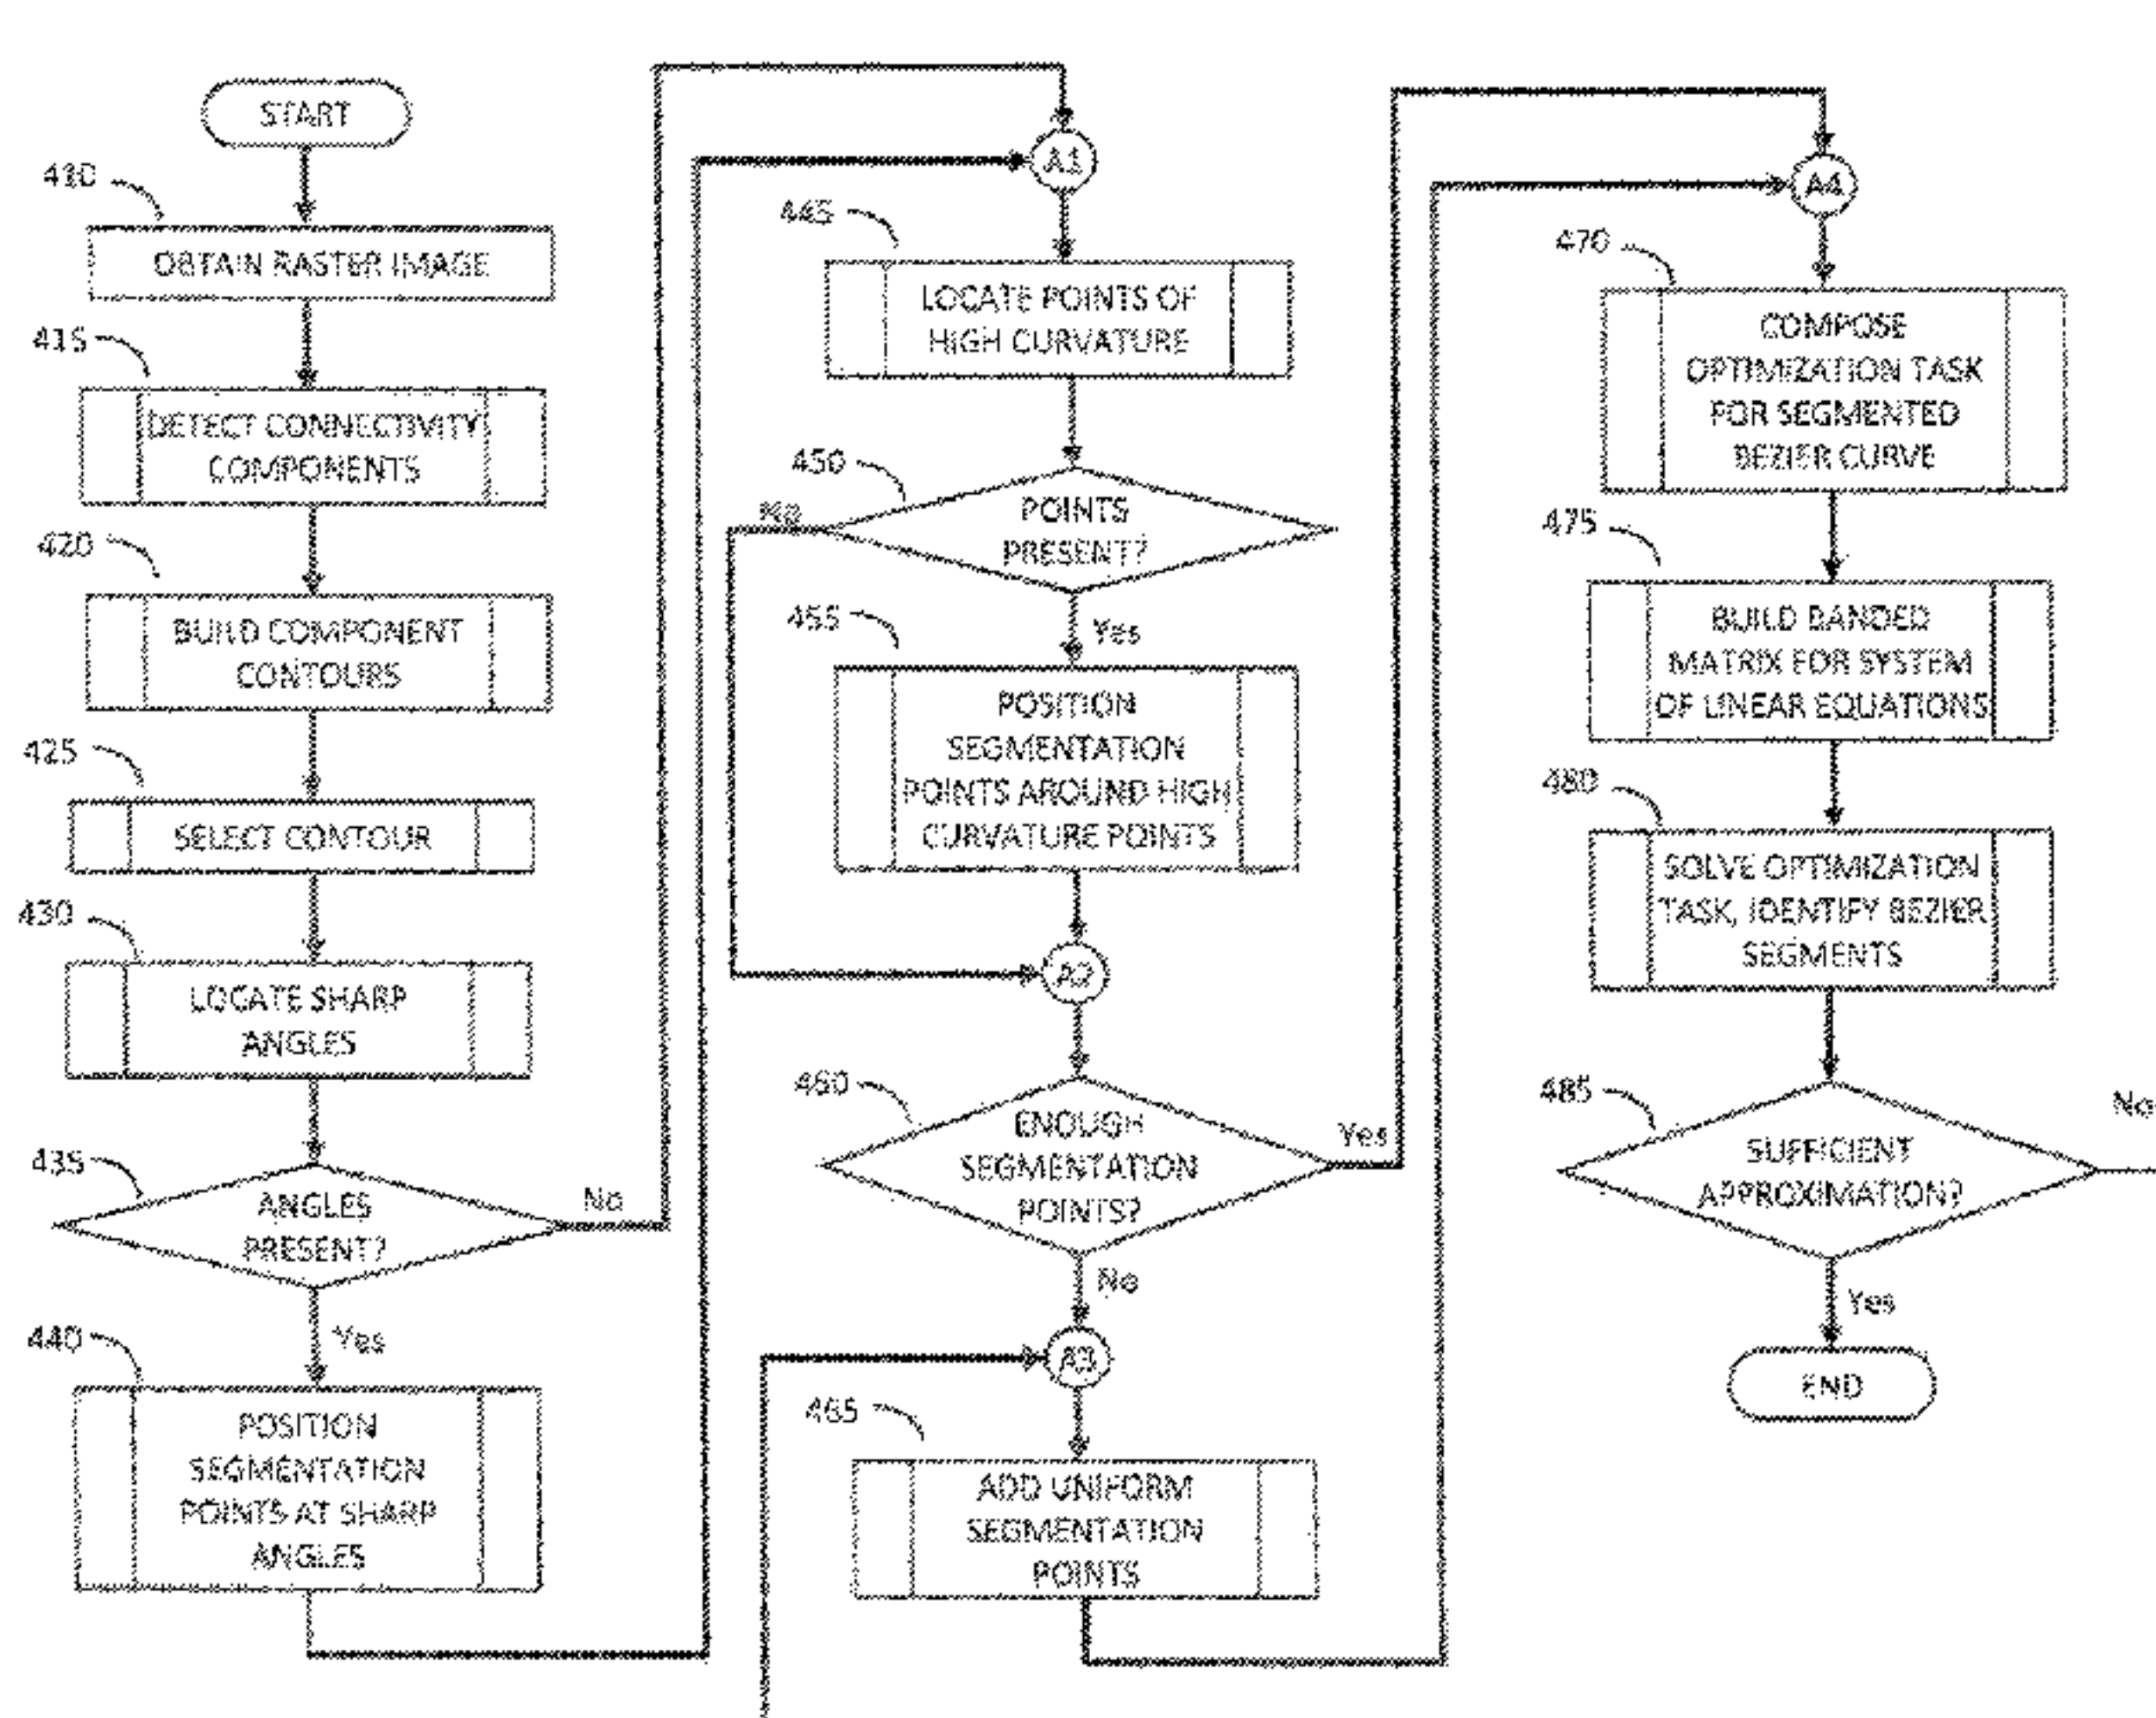 START
410
OBTAIN RASTER IMAGE
415
DETECT CONNECTIVITY
COMPONENTS
420
BUILD COMPONENT
CONTOURS
425
SELECT CONTOUR
430
LOCATE SHARP
ANGLES
435
ANGLES
PRESENT?
No
Yes
440
POSITION
SEGMENTATION
POINTS AT SHARP
ANGLES
A1
445
LOCATE POINTS OF
HIGH CURVATURE
450
POINTS
PRESENT?
No
Yes
455
POSITION
SEGMENTATION
POINTS AROUND HIGH
CURVATURE POINTS
A2
460
ENOUGH
SEGMENTATION
POINTS?
Yes
No
A3
465
ADD UNIFORM
SEGMENTATION
POINTS
A4
470
COMPOSE
OPTIMIZATION TASK
FOR SEGMENTED
BEZIER CURVE
475
BUILD BANDED
MATRIX FOR SYSTEM
OF LINEAR EQUATIONS
480
SOLVE OPTIMIZATION
TASK, IDENTIFY BEZIER
SEGMENTS
485
SUFFICIENT
APPROXIMATION?
No
Yes
END